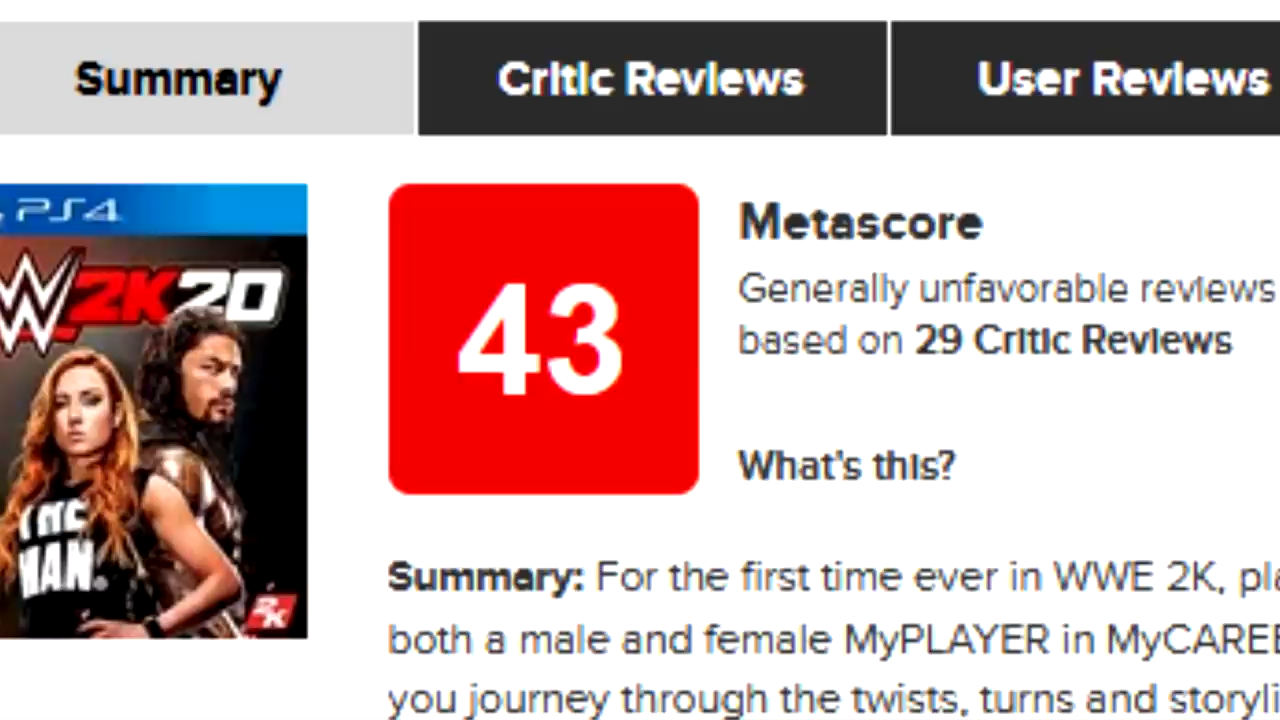 Summary
Critic Reviews
User Reviews
PS4
W 2K20
MAN.
2K
43
Metascore
Generally unfavorable reviews
based on 29 Critic Reviews
What's this?
Summary: For the first time ever in WWE 2K,
both a male and female MyPLAYER in
you journey through the twists, turns and